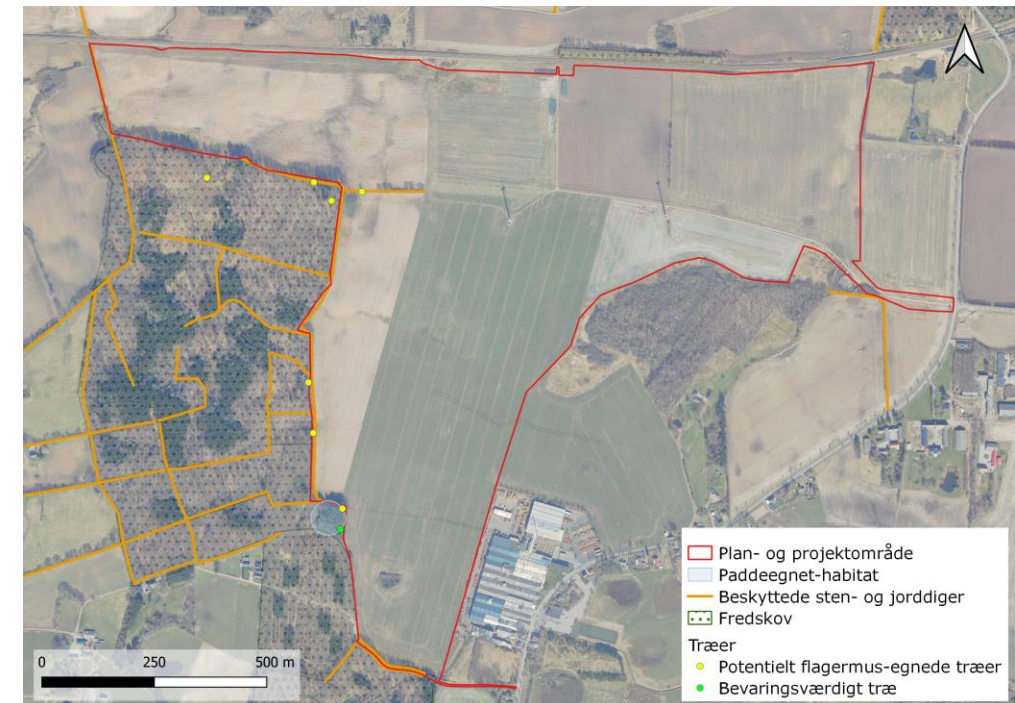 Plan- og projektområde
Paddeegnet-habitat
Beskyttede sten- og jorddiger
Fredskov
Træer
Potentielt flagermus-egnede træer
Bevaringsværdigt træ
0 250 500 m